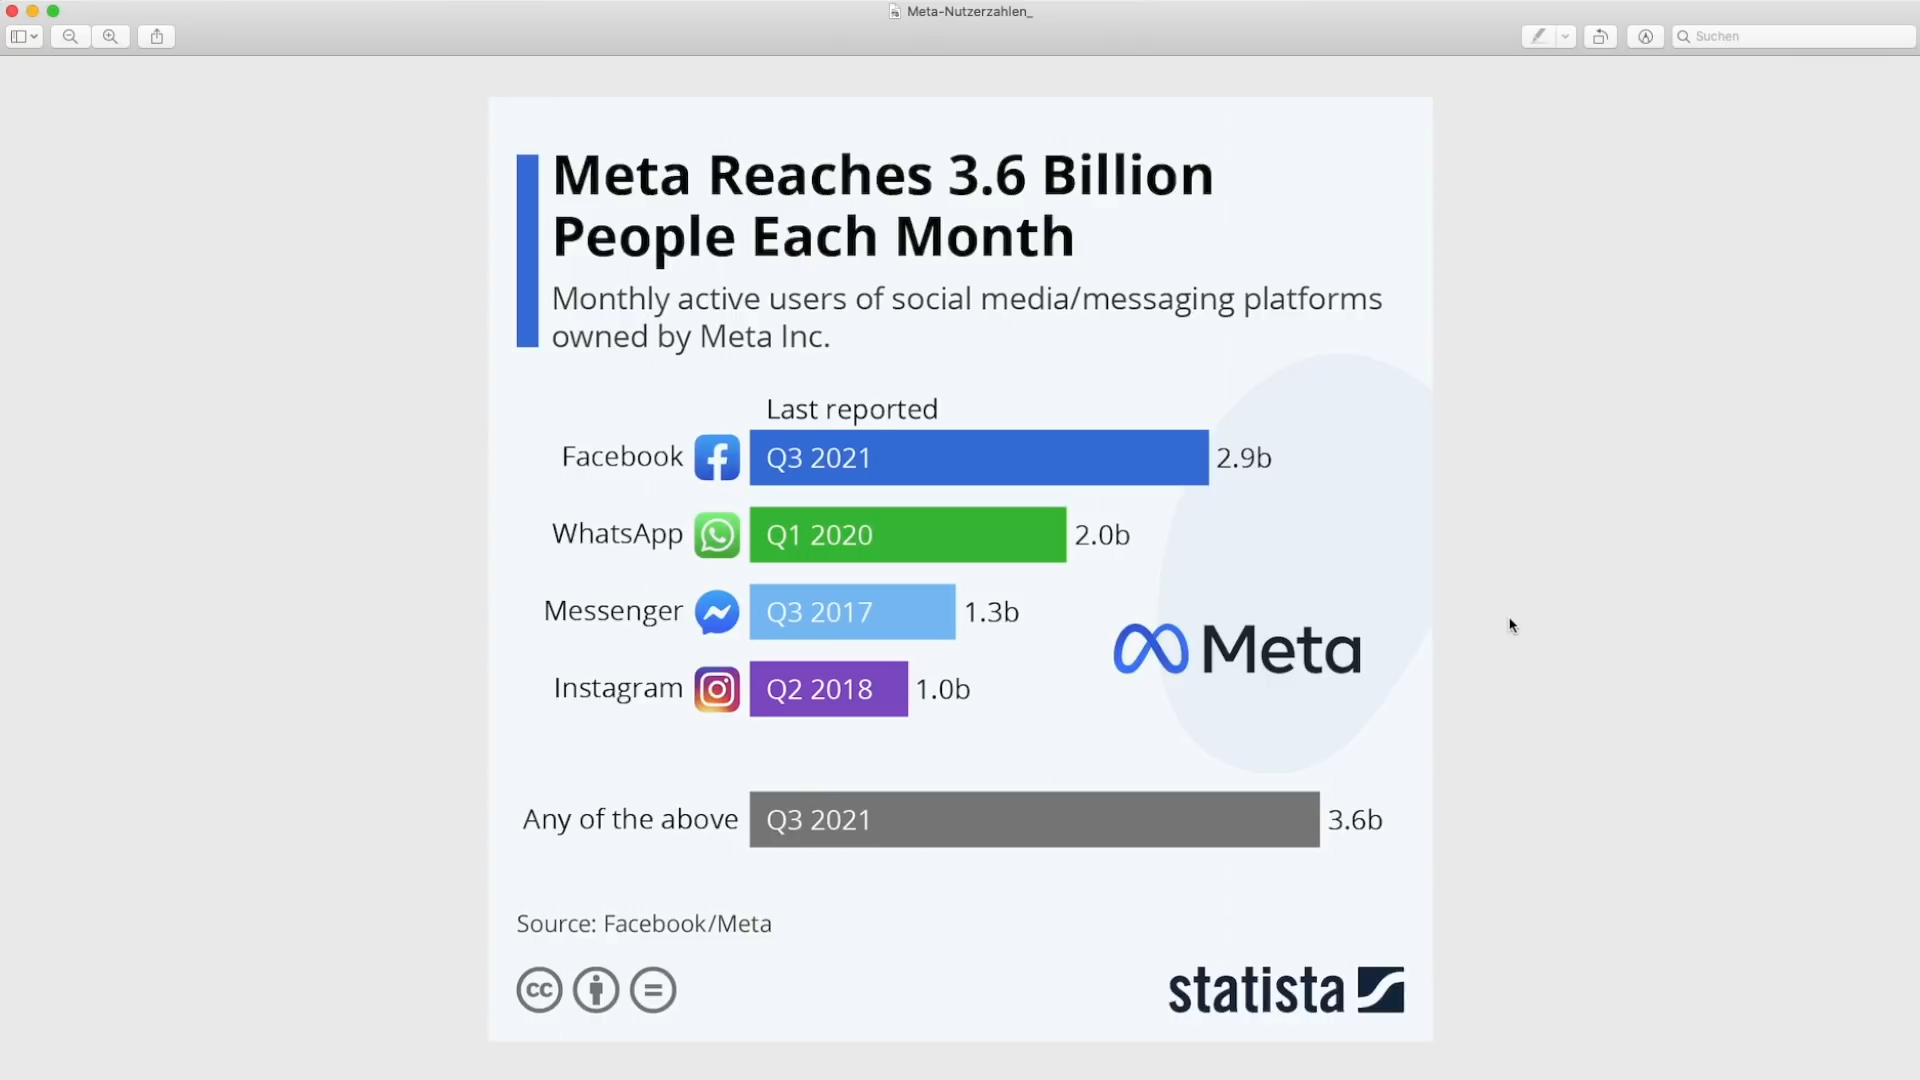 Meta-Nutzerzahlen_
Suchen
Meta Reaches 3.6 Billion
People Each Month
Monthly active users of social media/messaging platforms
owned by Meta Inc.
Last reported
Facebook Q3 2021 2.9b
WhatsApp Q1 2020 2.0b
Messenger Q3 2017 1.3b
Meta
Instagram Q2 2018 1.0b
Any of the above Q3 2021 3.6b
Source: Facebook/Meta
cc
statista